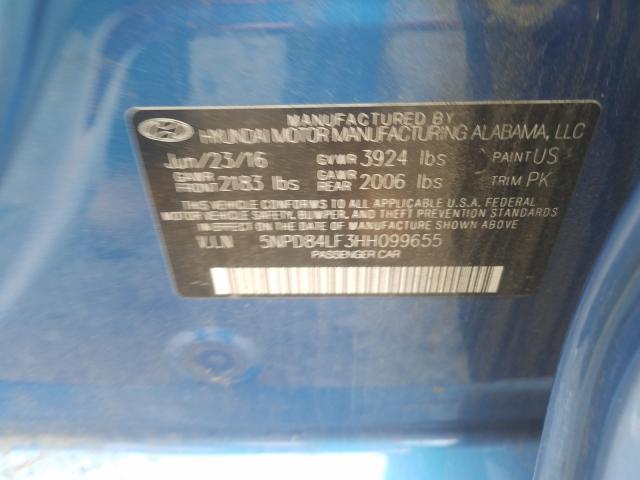 MANUFACTURED BY
HYUNDAI MOTOR MANUFACTURING ALABAMA, LLC
Jun/23/16 GVWR 3924 lbs PAINT US
GAWR FRONT 2183 lbs GAWR REAR 2006 lbs TRIM PK
THIS VEHICLE CONFORMS TO ALL APPLICABLE U.S.A. FEDERAL
MOTOR VEHICLE SAFETY, BUMPER, AND THEFT PREVENTION
STANDARDS IN EFFECT ON THE DATE OF MANUFACTURE SHOWN ABOVE
V.I.N 5NPD84LF3HH099655
PASSENGER CAR